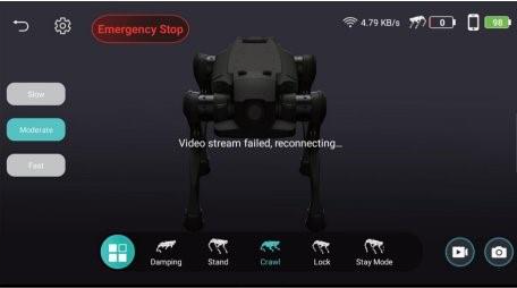 Emergency Stop
4.79 KB/s
0
98
Slow
Moderate
Fast
Video stream failed, reconnecting...
Damping
Stand
Crawl
Lock
Stay Mode